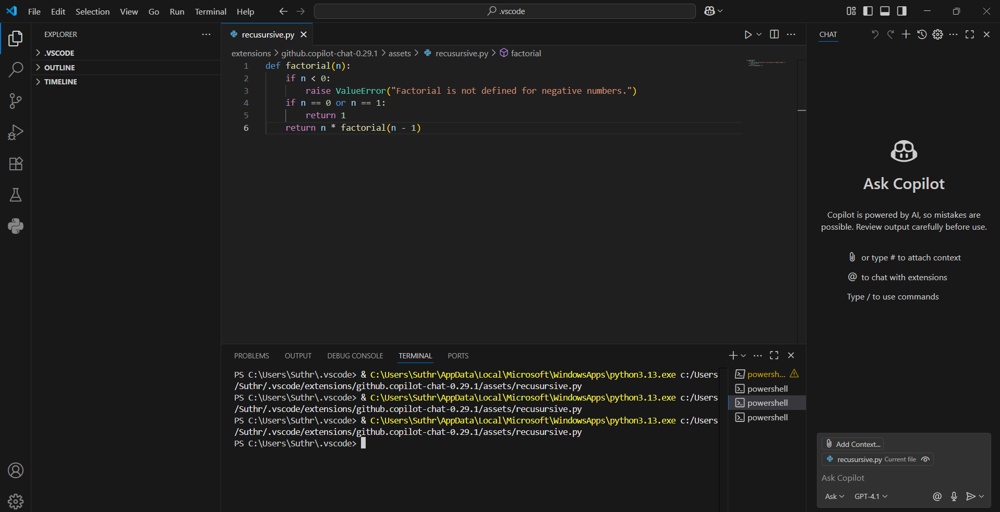 File Edit Selection View Go Run Terminal Help
.vscode
EXPLORER
.VSCODE
OUTLINE
TIMELINE
recusursive.py
extensions > github.copilot-chat-0.29.1 > assets > recusursive.py > factorial
1 def factorial(n):
2 if n < 0:
3 raise ValueError("Factorial is not defined for negative numbers.")
4 if n == 0 or n == 1:
5 return 1
6 return n * factorial(n - 1)
PROBLEMS OUTPUT DEBUG CONSOLE TERMINAL PORTS
PS C:\Users\Suthr\.vscode> & C:\Users\Suthr\AppData\Local\Microsoft\WindowsApps\python3.13.exe c:/Users
/Suthr/.vscode/extensions/github.copilot-chat-0.29.1/assets/recusursive.py
PS C:\Users\Suthr\.vscode> & C:\Users\Suthr\AppData\Local\Microsoft\WindowsApps\python3.13.exe c:/Users
/Suthr/.vscode/extensions/github.copilot-chat-0.29.1/assets/recusursive.py
PS C:\Users\Suthr\.vscode> & C:\Users\Suthr\AppData\Local\Microsoft\WindowsApps\python3.13.exe c:/Users
/Suthr/.vscode/extensions/github.copilot-chat-0.29.1/assets/recusursive.py
PS C:\Users\Suthr\.vscode>
powersh...
powershell
powershell
powershell
CHAT
Ask Copilot
Copilot is powered by AI, so mistakes are
possible. Review output carefully before use.
or type # to attach context
@ to chat with extensions
Type / to use commands
Add Context...
recusursive.py Current file
Ask Copilot
Ask GPT-4.1 @